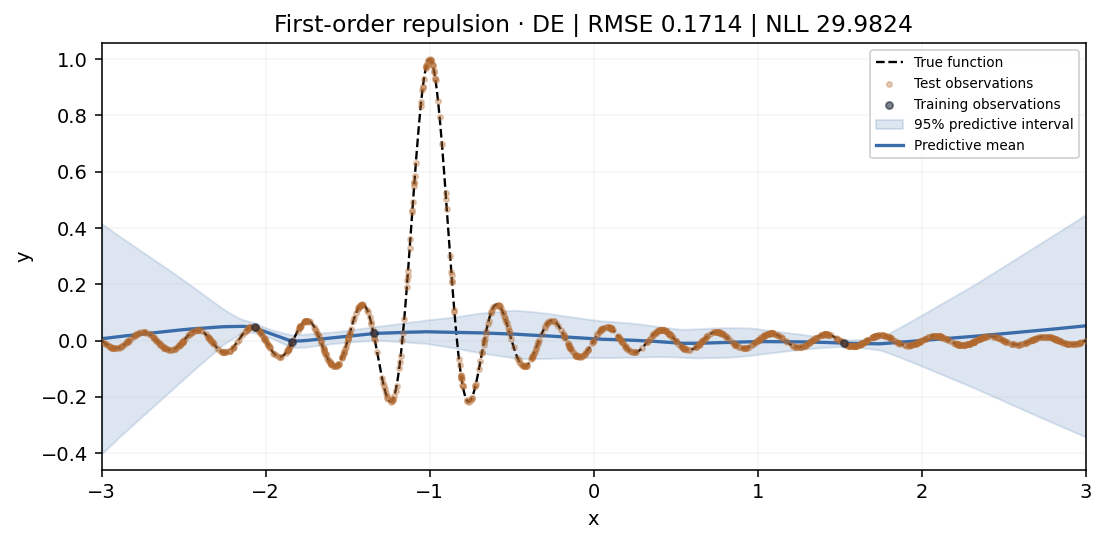 First-order repulsion · DE | RMSE 0.1714 | NLL 29.9824
True function
Test observations
Training observations
95% predictive interval
Predictive mean
y
1.0
0.8
0.6
0.4
0.2
0.0
−0.2
−0.4
−3
−2
−1
0
1
2
3
x